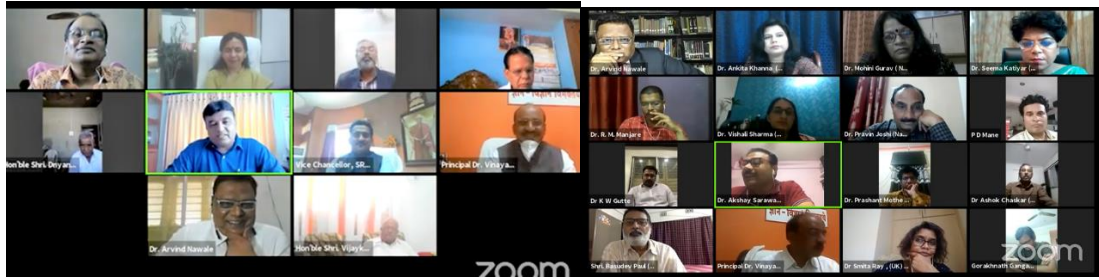 Hon'ble Shri. Dnyan...
Vice Chancellor, SR...
Principal Dr. Vinaya...
Dr. Arvind Nawale
Hon'ble Shri. Vijayk...
zoom
Dr. Arvind Nawale
Dr. Ankita Khanna (...
Dr. Mohini Gurav ( N...
Dr. Seema Katiyar (...
Dr. R. M. Manjare
Dr. Vishali Sharma (...
Dr. Pravin Joshi (Na...
P D Mane
Dr K W Gutte
Dr. Akshay Sarawa...
Dr. Prashant Mothe...
Dr Ashok Chaskar (...
Shri. Basudev Paul (...
Principal Dr. Vinaya...
Dr Smita Ray , (UK)
Gorakhnath Ganga...
zoom